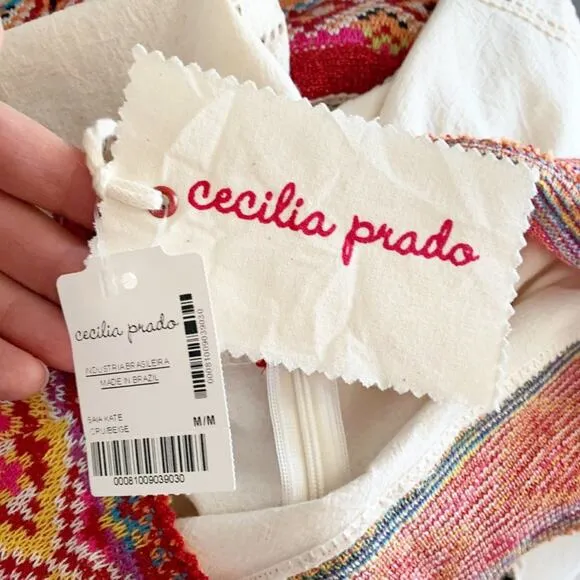 cecilia prado
cecilia prado
INDUSTRIA BRASILEIRA
MADE IN BRAZIL
00081009039030
SAIA KATE
CRU/BEIGE
M/M
00081009039030